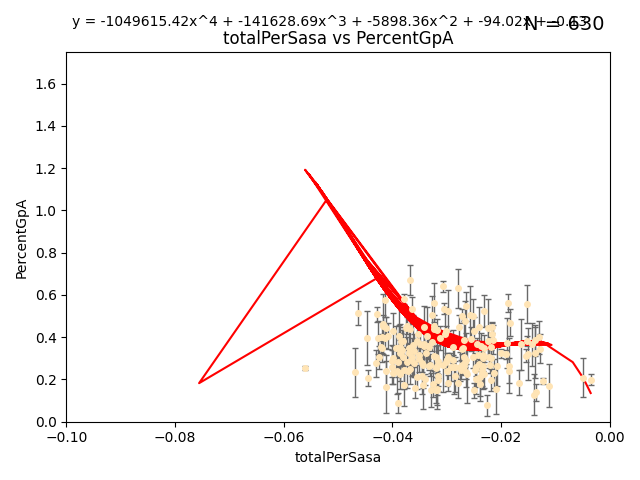 y = -1049615.42x^4 + -141628.69x^3 + -5898.36x^2 + -94.02x + -0.13
N = 630
totalPerSasa vs PercentGpA
1.6
1.4
1.2
1.0
0.8
0.6
0.4
0.2
0.0
PercentGpA
−0.10 −0.08 −0.06 −0.04 −0.02 0.00
totalPerSasa